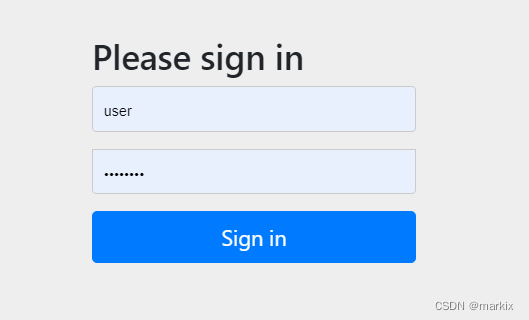 Please sign in
user
••••••••
Sign in
CSDN @markix